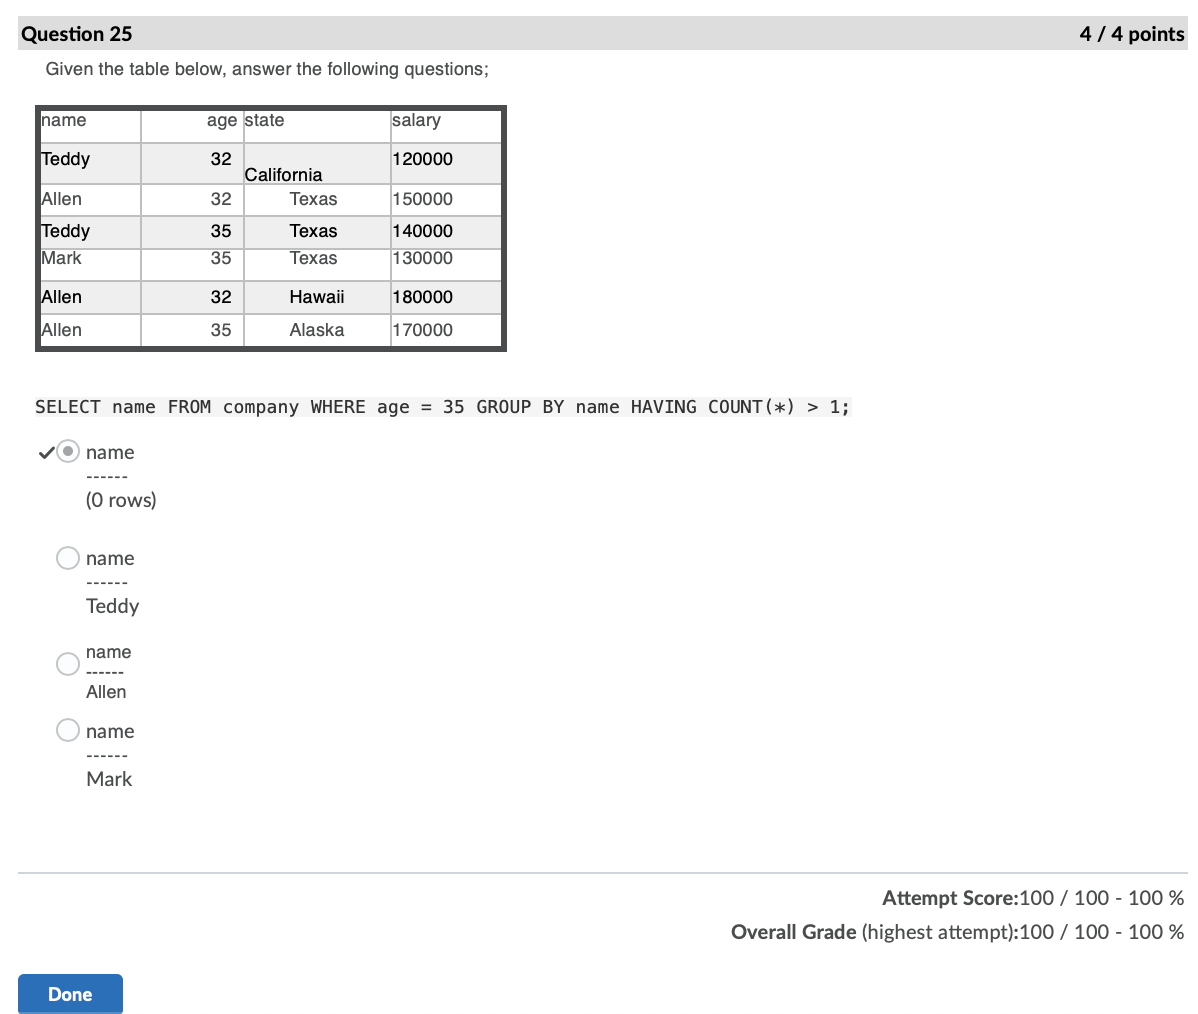 Question 25 4 / 4 points
Given the table below, answer the following questions;
name age state salary
Teddy 32 California 120000
Allen 32 Texas 150000
Teddy 35 Texas 140000
Mark 35 Texas 130000
Allen 32 Hawaii 180000
Allen 35 Alaska 170000
SELECT name FROM company WHERE age = 35 GROUP BY name HAVING COUNT(*) > 1;
name
------
(0 rows)
name
------
Teddy
name
------
Allen
name
------
Mark
Attempt Score:100 / 100 - 100 %
Overall Grade (highest attempt):100 / 100 - 100 %
Done